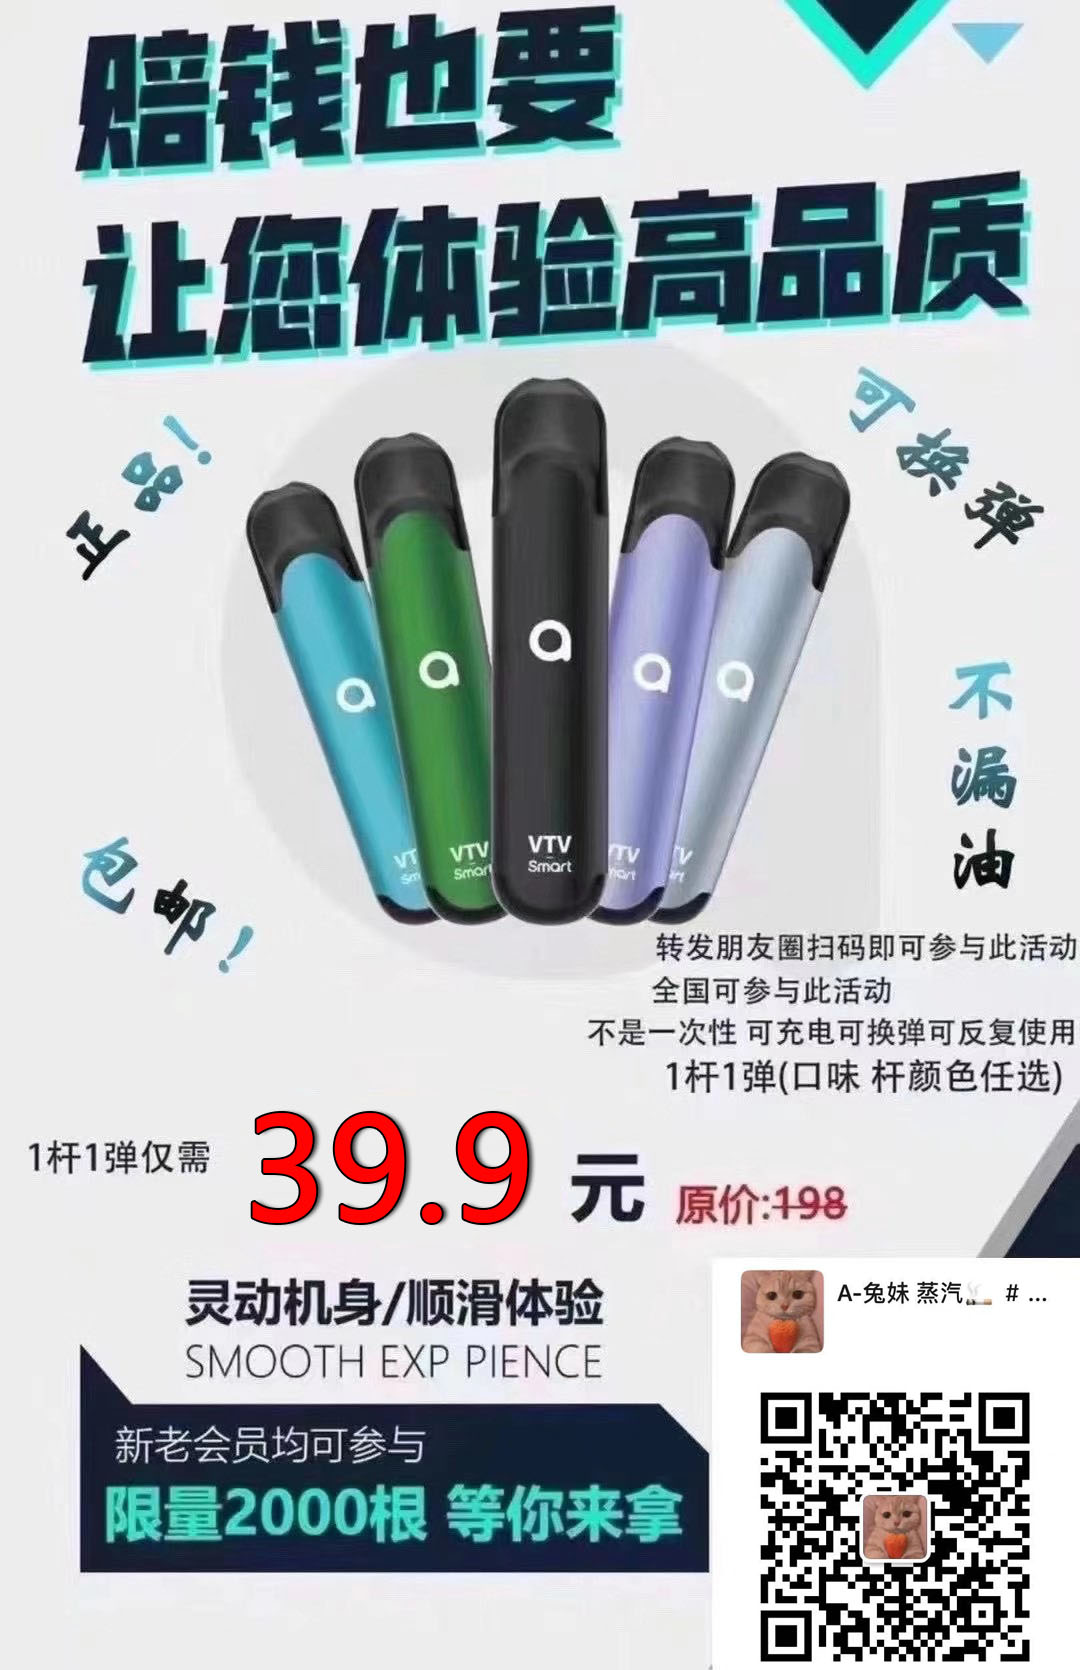 赔钱也要
让您体验高品质
正品!
可换弹
不漏油
包邮!
VTV
Smart
VTV
Smart
VTV
Smart
转发朋友圈扫码即可参与此活动
全国可参与此活动
不是一次性 可充电可换弹可反复使用
1杆1弹(口味 杆颜色任选)
1杆1弹仅需 39.9 元 原价:198
灵动机身/顺滑体验
SMOOTH EXP PIENCE
新老会员均可参与
限量2000根 等你来拿
A-兔妹 蒸汽🚬 # ...